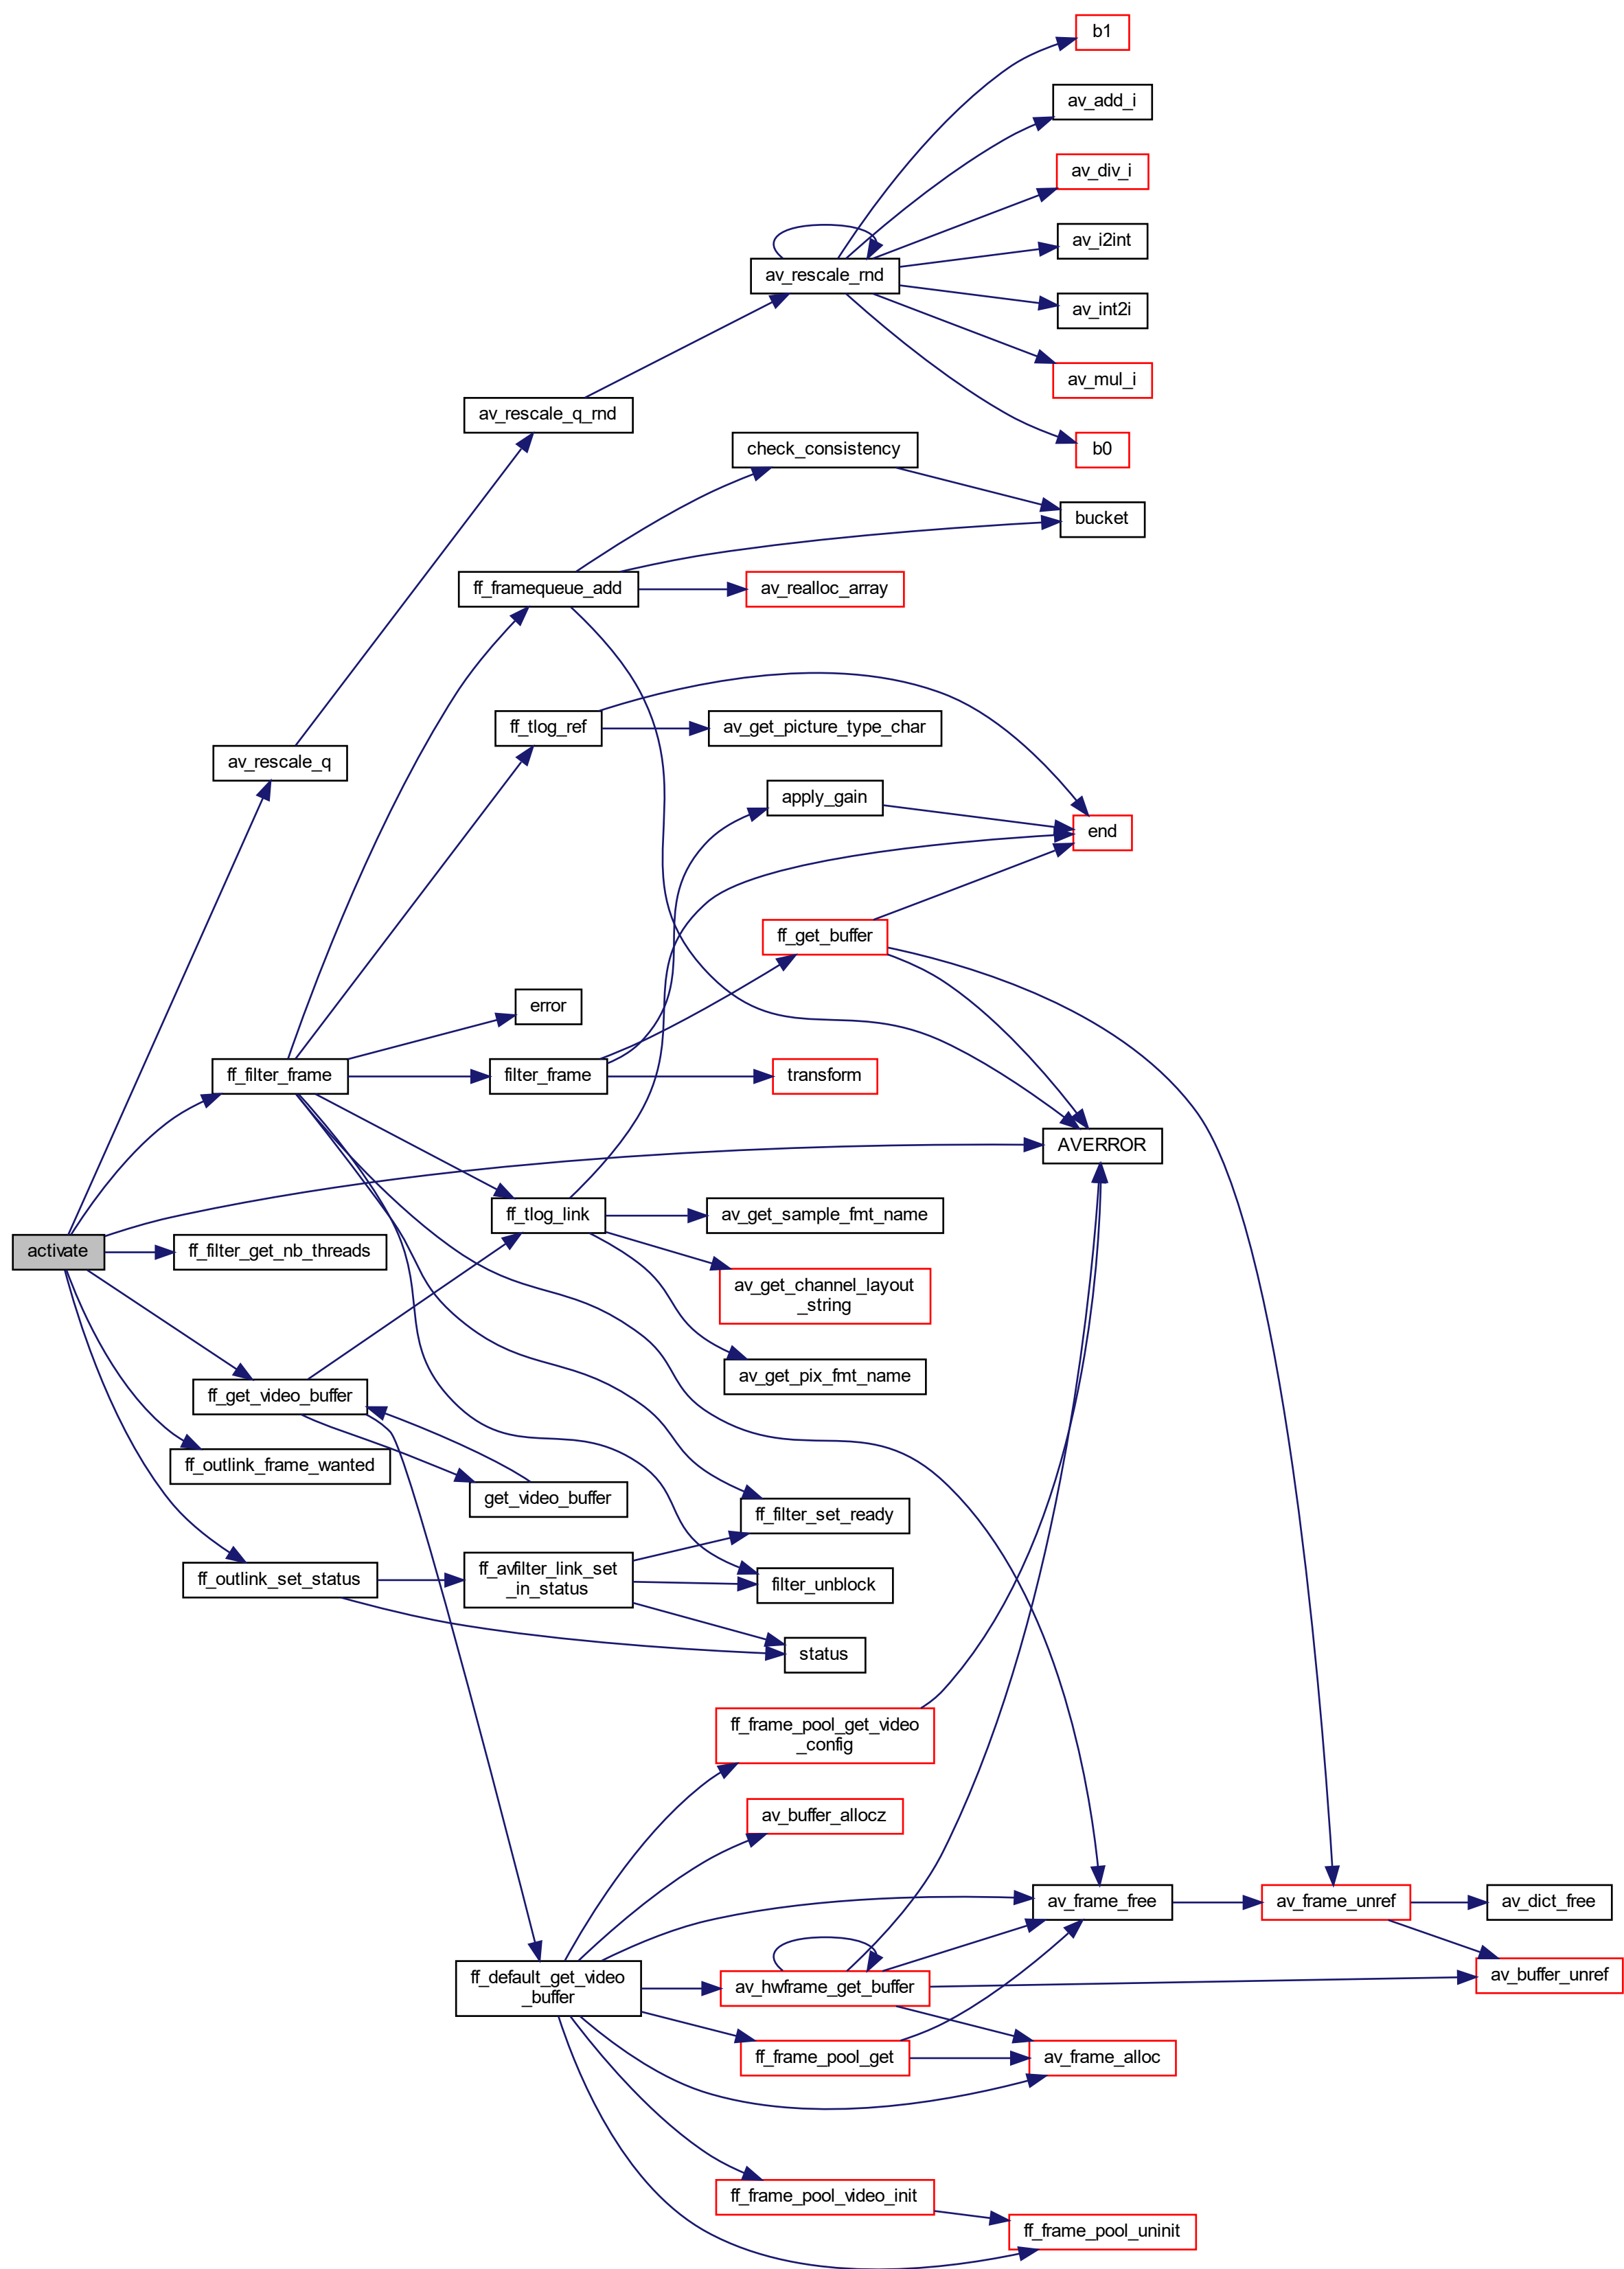 b1
av_add_i
av_div_i
av_i2int
av_rescale_rnd
av_int2i
av_mul_i
av_rescale_q_rnd
b0
check_consistency
bucket
ff_framequeue_add
av_realloc_array
ff_tlog_ref
av_get_picture_type_char
av_rescale_q
apply_gain
end
ff_get_buffer
error
ff_filter_frame
filter_frame
transform
AVERROR
ff_tlog_link
av_get_sample_fmt_name
activate
ff_filter_get_nb_threads
av_get_channel_layout
_string
av_get_pix_fmt_name
ff_get_video_buffer
ff_outlink_frame_wanted
get_video_buffer
ff_filter_set_ready
ff_outlink_set_status
ff_avfilter_link_set
_in_status
filter_unblock
status
ff_frame_pool_get_video
_config
av_buffer_allocz
av_frame_free
av_frame_unref
av_dict_free
ff_default_get_video
_buffer
av_hwframe_get_buffer
av_buffer_unref
ff_frame_pool_get
av_frame_alloc
ff_frame_pool_video_init
ff_frame_pool_uninit